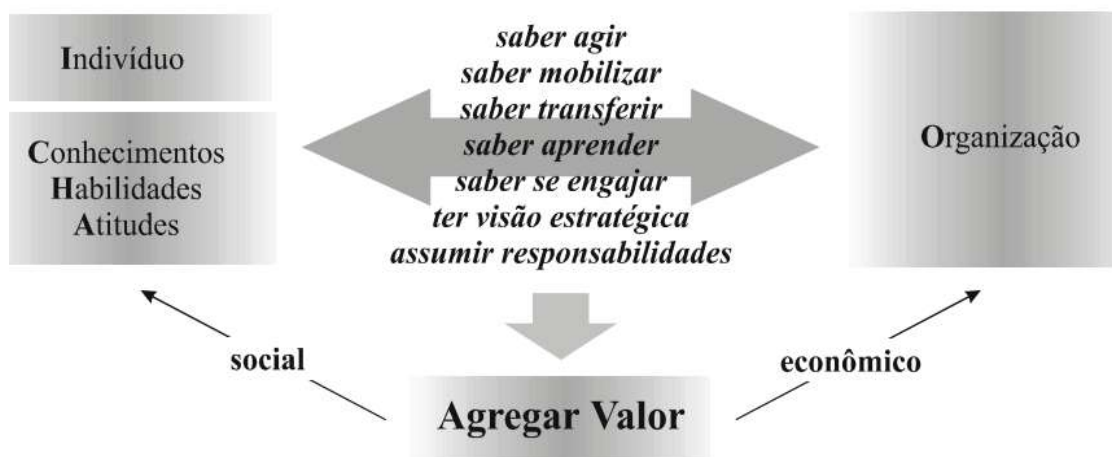 Indivíduo
Conhecimentos
Habilidades
Atitudes
saber agir
saber mobilizar
saber transferir
saber aprender
saber se engajar
ter visão estratégica
assumir responsabilidades
Organização
social
econômico
Agregar Valor